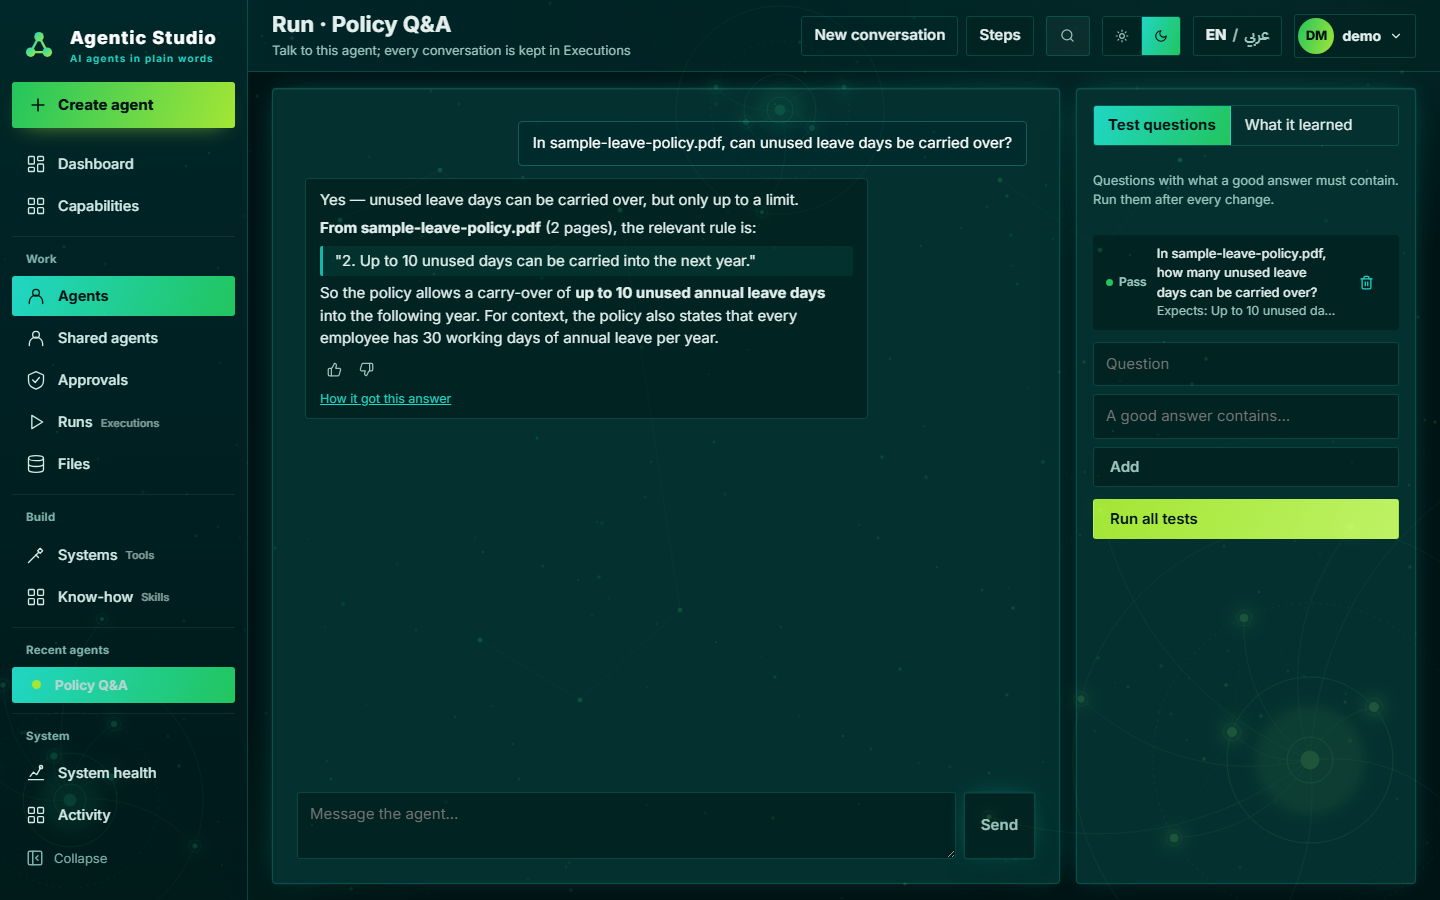 Agentic Studio
AI agents in plain words
Create agent
Dashboard
Capabilities
Work
Agents
Shared agents
Approvals
Runs Executions
Files
Build
Systems Tools
Know-how Skills
Recent agents
Policy Q&A
System
System health
Activity
Collapse
Run · Policy Q&A
Talk to this agent; every conversation is kept in Executions
New conversation
Steps
EN / عربي
DM demo
In sample-leave-policy.pdf, can unused leave days be carried over?
Yes — unused leave days can be carried over, but only up to a limit.
From sample-leave-policy.pdf (2 pages), the relevant rule is:
"2. Up to 10 unused days can be carried into the next year."
So the policy allows a carry-over of up to 10 unused annual leave days
into the following year. For context, the policy also states that every
employee has 30 working days of annual leave per year.
How it got this answer
Message the agent...
Send
Test questions
What it learned
Questions with what a good answer must contain.
Run them after every change.
Pass
In sample-leave-policy.pdf,
how many unused leave
days can be carried over?
Expects: Up to 10 unused da...
Question
A good answer contains...
Add
Run all tests